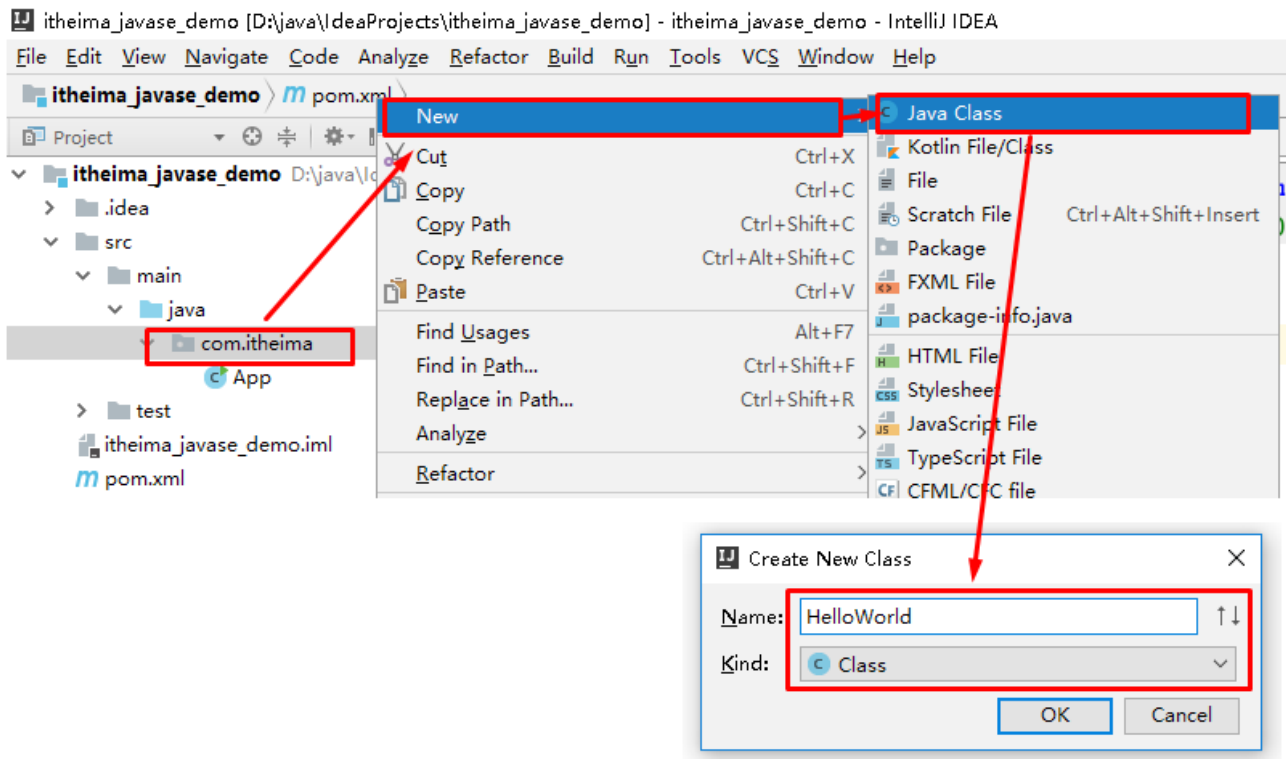 itheima_javase_demo [D:\java\IdeaProjects\itheima_javase_demo] - itheima_javase_demo - IntelliJ IDEA
File Edit View Navigate Code Analyze Refactor Build Run Tools VCS Window Help
itheima_javase_demo m pom.xml
Project
itheima_javase_demo D:\java\Id
.idea
src
main
java
com.itheima
App
test
itheima_javase_demo.iml
m pom.xml
New
Cut Ctrl+X
Copy Ctrl+C
Copy Path Ctrl+Shift+C
Copy Reference Ctrl+Alt+Shift+C
Paste Ctrl+V
Find Usages Alt+F7
Find in Path... Ctrl+Shift+F
Replace in Path... Ctrl+Shift+R
Analyze
Refactor
Java Class
Kotlin File/Class
File
Scratch File Ctrl+Alt+Shift+Insert
Package
FXML File
package-info.java
HTML File
Stylesheet
JavaScript File
TypeScript File
CFML/CFC file
Create New Class
Name: HelloWorld
Kind: Class
OK Cancel